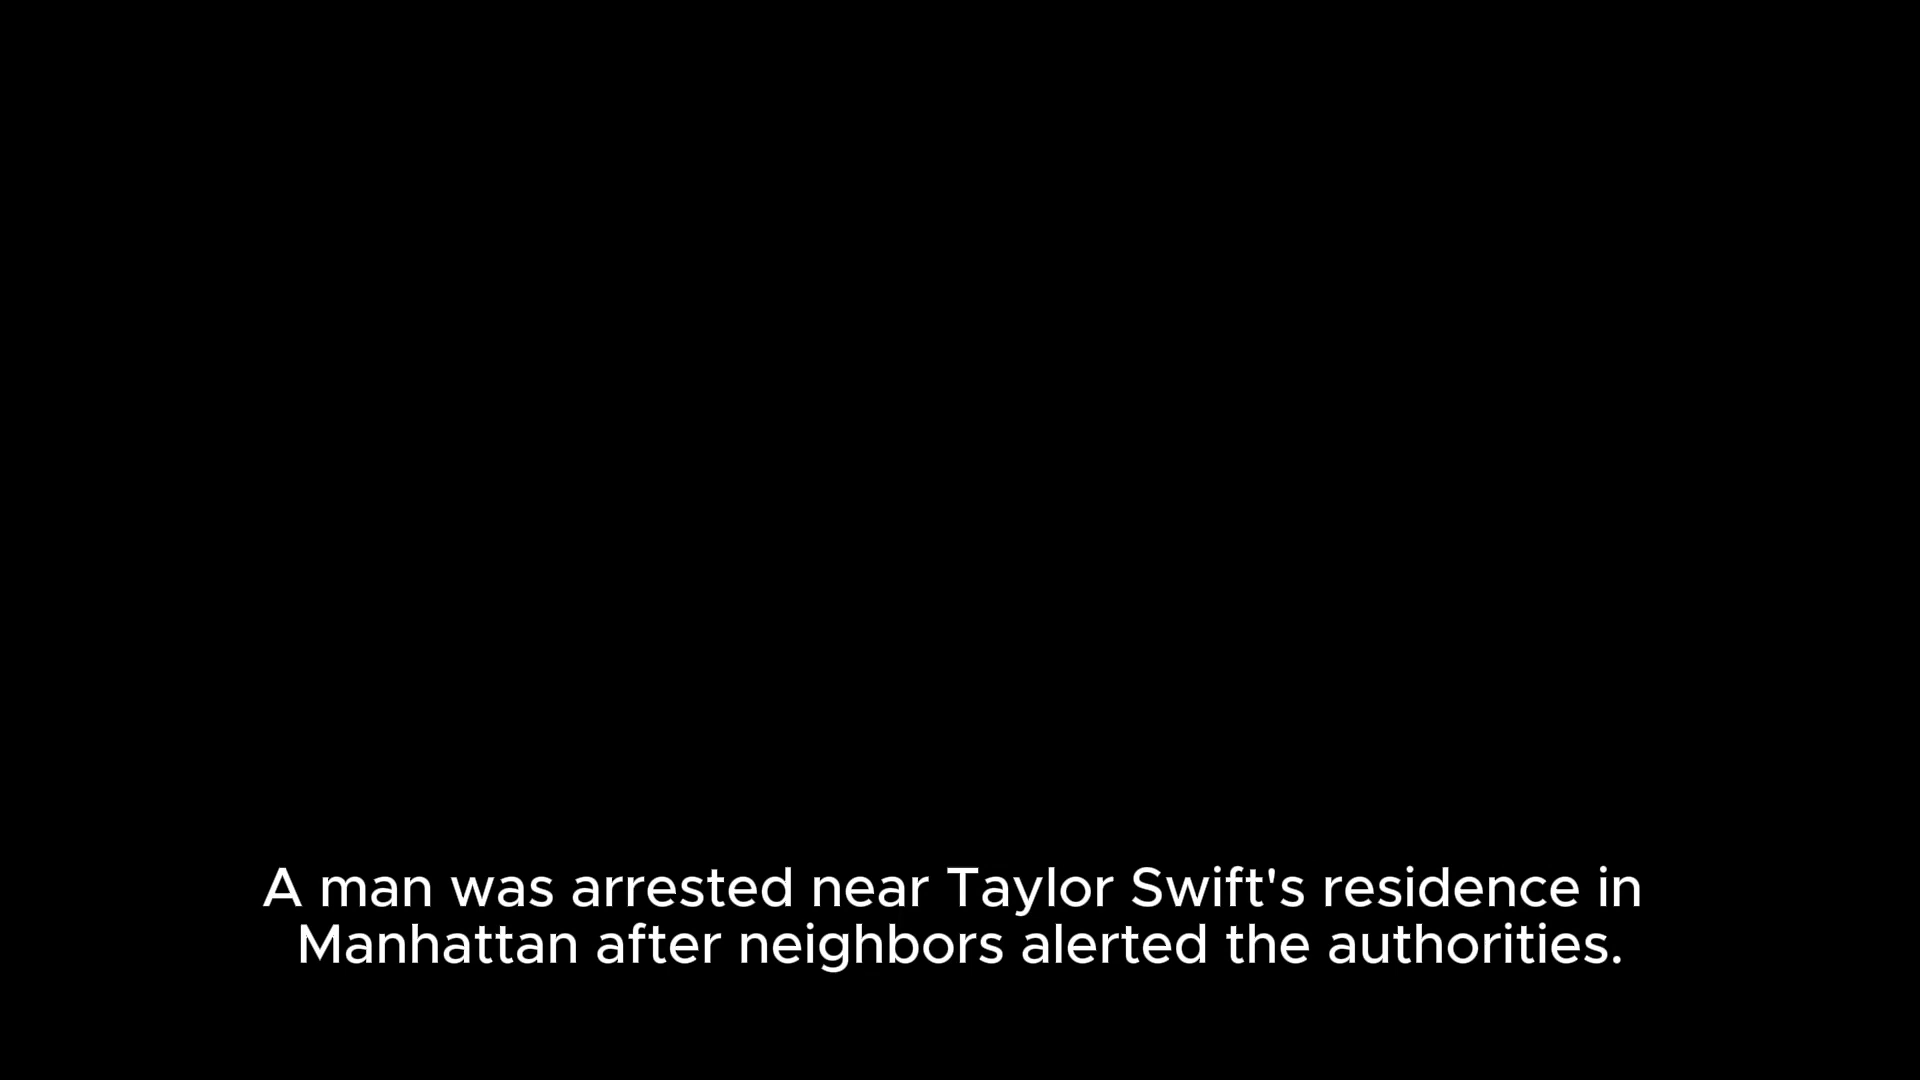 A man was arrested near Taylor Swift's residence in
Manhattan after neighbors alerted the authorities.